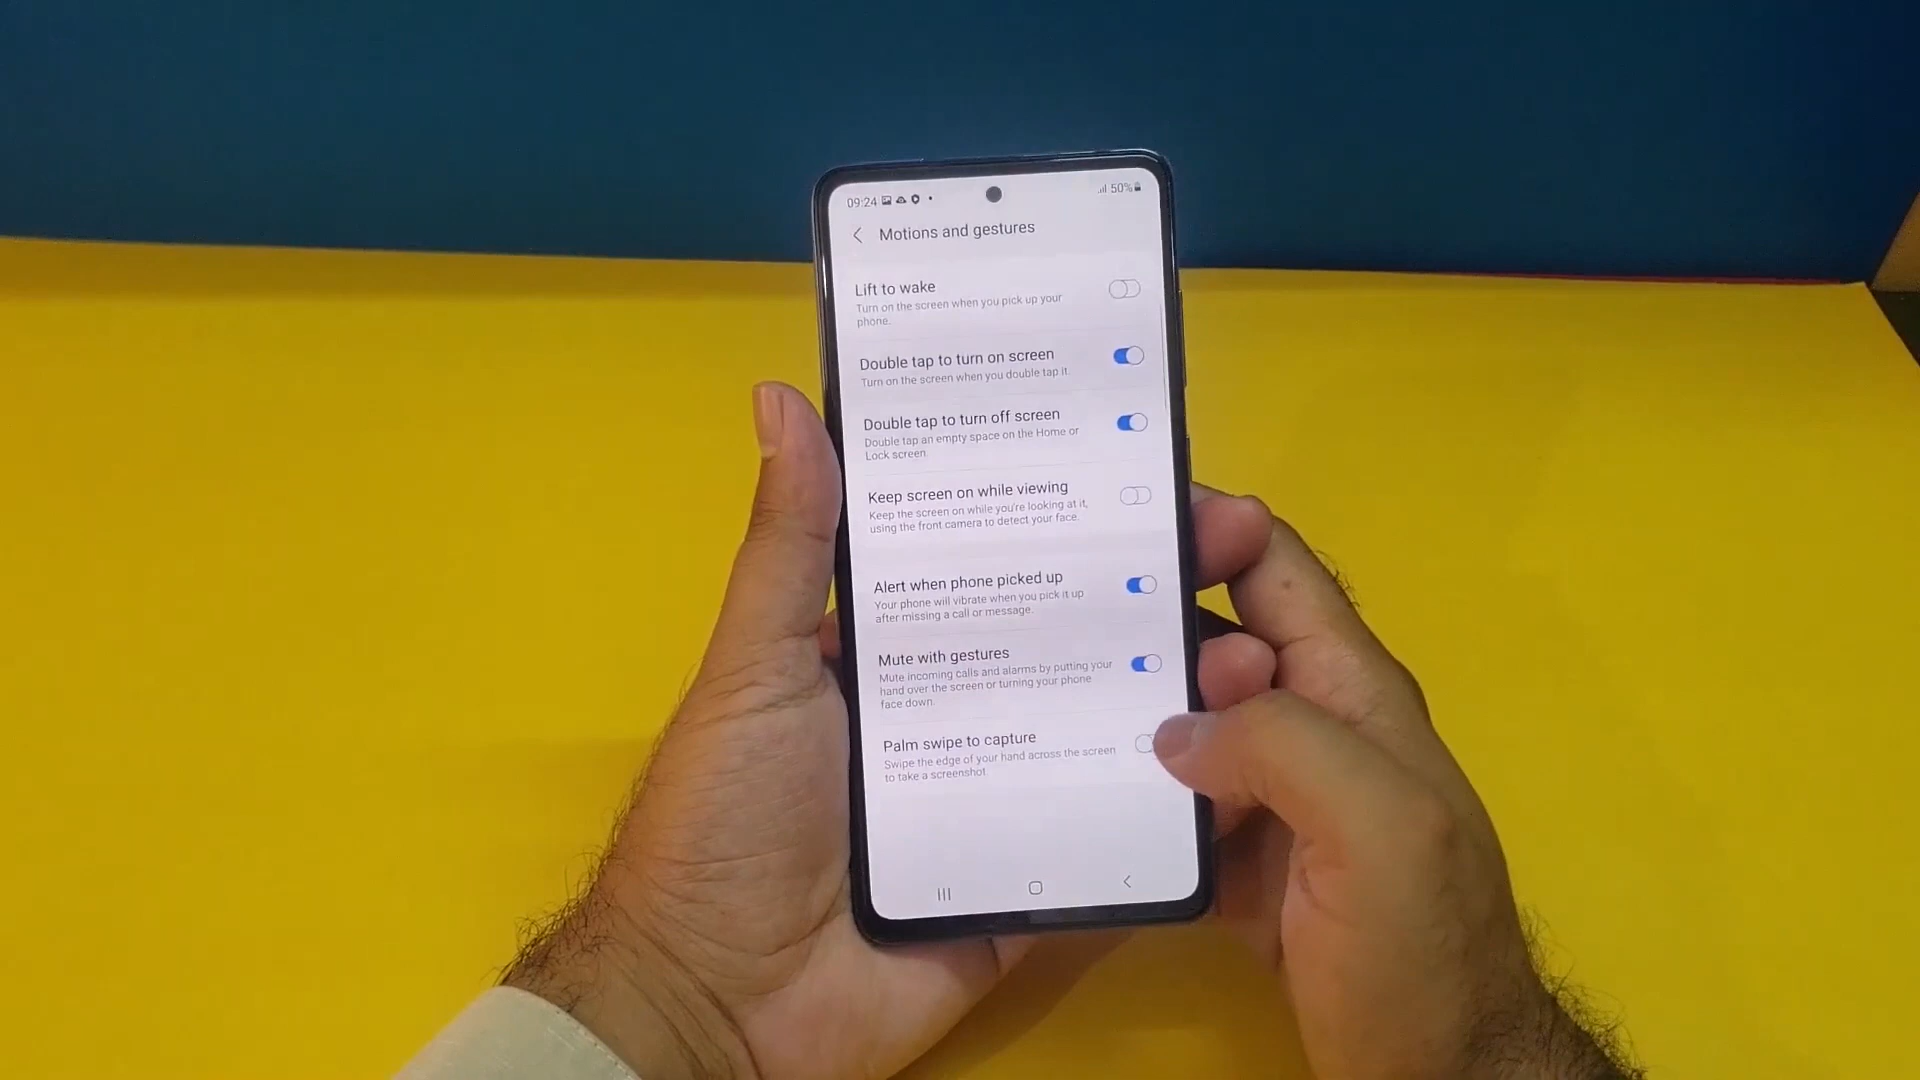 09:24
50%
Motions and gestures
Lift to wake
Turn on the screen when you pick up your
phone.
Double tap to turn on screen
Turn on the screen when you double tap it.
Double tap to turn off screen
Double tap an empty space on the Home or
Lock screen.
Keep screen on while viewing
Keep the screen on while you're looking at it,
using the front camera to detect your face.
Alert when phone picked up
Your phone will vibrate when you pick it up
after missing a call or message.
Mute with gestures
Mute incoming calls and alarms by putting your
hand over the screen or turning your phone
face down.
Palm swipe to capture
Swipe the edge of your hand across the screen
to take a screenshot.